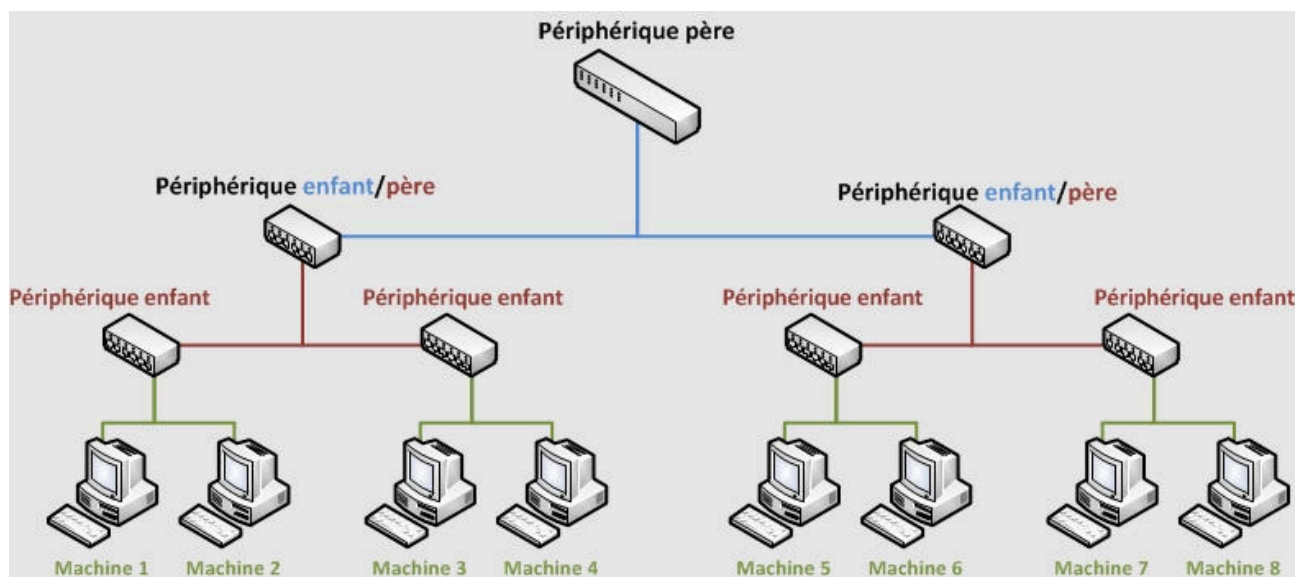 Périphérique père
Périphérique enfant/père
Périphérique enfant/père
Périphérique enfant
Périphérique enfant
Périphérique enfant
Périphérique enfant
Machine 1
Machine 2
Machine 3
Machine 4
Machine 5
Machine 6
Machine 7
Machine 8